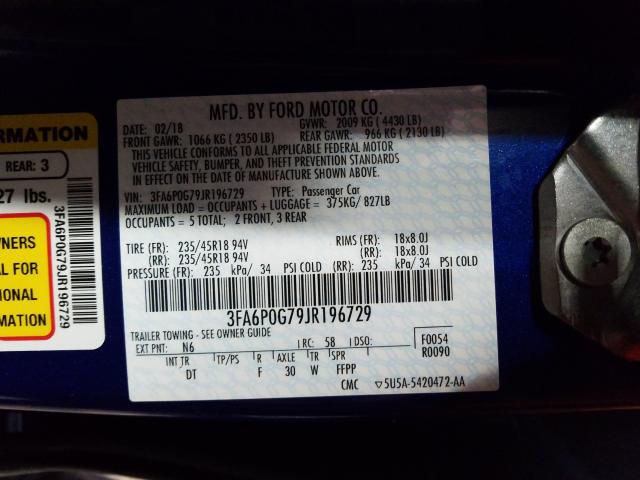 MFD. BY FORD MOTOR CO.
DATE: 02/18 GVWR: 2009 KG ( 4430 LB)
FRONT GAWR: 1066 KG ( 2350 LB) REAR GAWR: 966 KG ( 2130 LB)
THIS VEHICLE CONFORMS TO ALL APPLICABLE FEDERAL MOTOR
VEHICLE SAFETY, BUMPER, AND THEFT PREVENTION STANDARDS
IN EFFECT ON THE DATE OF MANUFACTURE SHOWN ABOVE.
VIN: 3FA6P0G79JR196729 TYPE: Passenger Car
MAXIMUM LOAD = OCCUPANTS + LUGGAGE = 375KG/ 827LB
OCCUPANTS = 5 TOTAL; 2 FRONT, 3 REAR
TIRE (FR): 235/45R18 94V RIMS (FR): 18x8.0J
(RR): 235/45R18 94V (RR): 18x8.0J
PRESSURE (FR): 235 kPa/ 34 PSI COLD (RR): 235 kPa/ 34 PSI COLD
3FA6P0G79JR196729
TRAILER TOWING - SEE OWNER GUIDE
EXT PNT: N6 RC: 58 DSO: F0054
R0090
INT TR TP/PS R AXLE TR SPR
DT F 30 W FFPP
CMC ▽5U5A-5420472-AA
ORMATION
REAR: 3
27 lbs.
WNERS
AL FOR
IONAL
MATION
3FA6P0G79JR196729